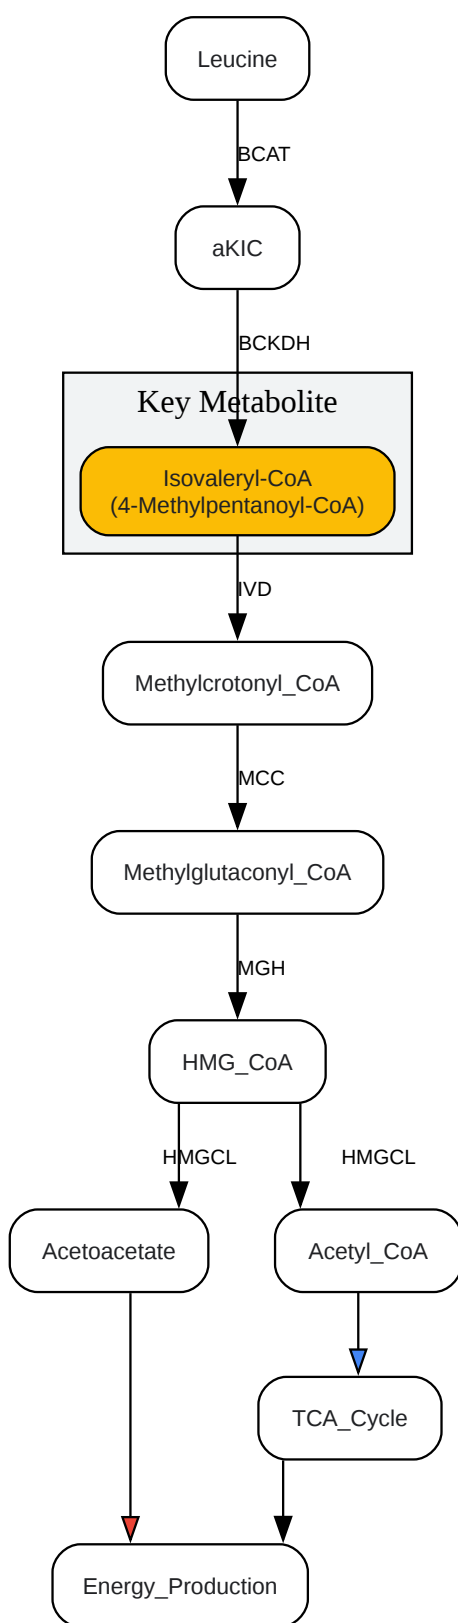 Leucine
BCAT
aKIC
BCKDH
Key Metabolite
Isovaleryl-CoA
(4-Methylpentanoyl-CoA)
IVD
Methylcrotonyl_CoA
MCC
Methylglutaconyl_CoA
MGH
HMG_CoA
HMGCL
HMGCL
Acetoacetate
Acetyl_CoA
TCA_Cycle
Energy_Production